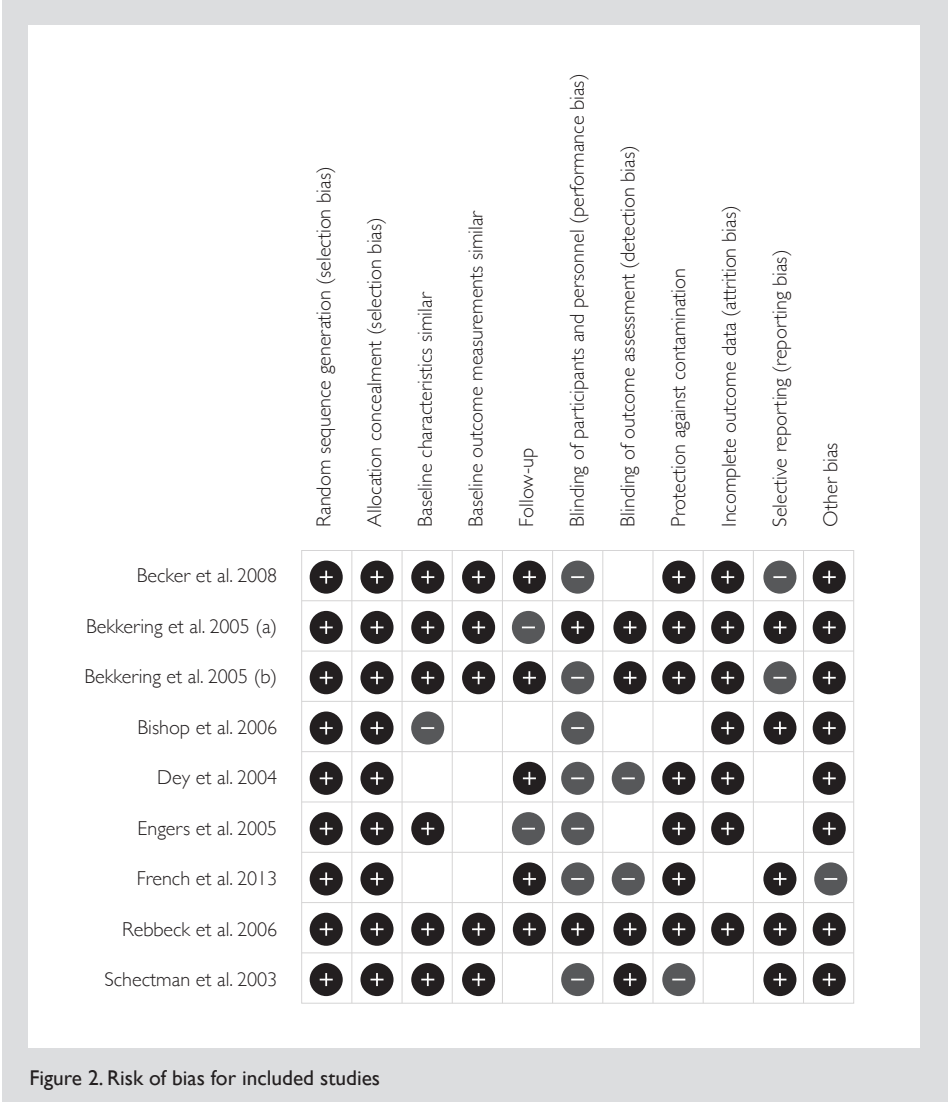 Random sequence generation (selection bias)
Allocation concealment (selection bias)
Baseline characteristics similar
Baseline outcome measurements similar
Follow-up
Blinding of participants and personnel (performance bias)
Blinding of outcome assessment (detection bias)
Protection against contamination
Incomplete outcome data (attrition bias)
Selective reporting (reporting bias)
Other bias
Becker et al. 2008 + + + + + − + + − +
Bekkering et al. 2005 (a) + + + + − + + + + + +
Bekkering et al. 2005 (b) + + + + + − + + + − +
Bishop et al. 2006 + + − − + + +
Dey et al. 2004 + + + − − + + +
Engers et al. 2005 + + + − − + + +
French et al. 2013 + + + − − + + −
Rebbeck et al. 2006 + + + + + + + + + + +
Schectman et al. 2003 + + + + − + − + +
Figure 2. Risk of bias for included studies